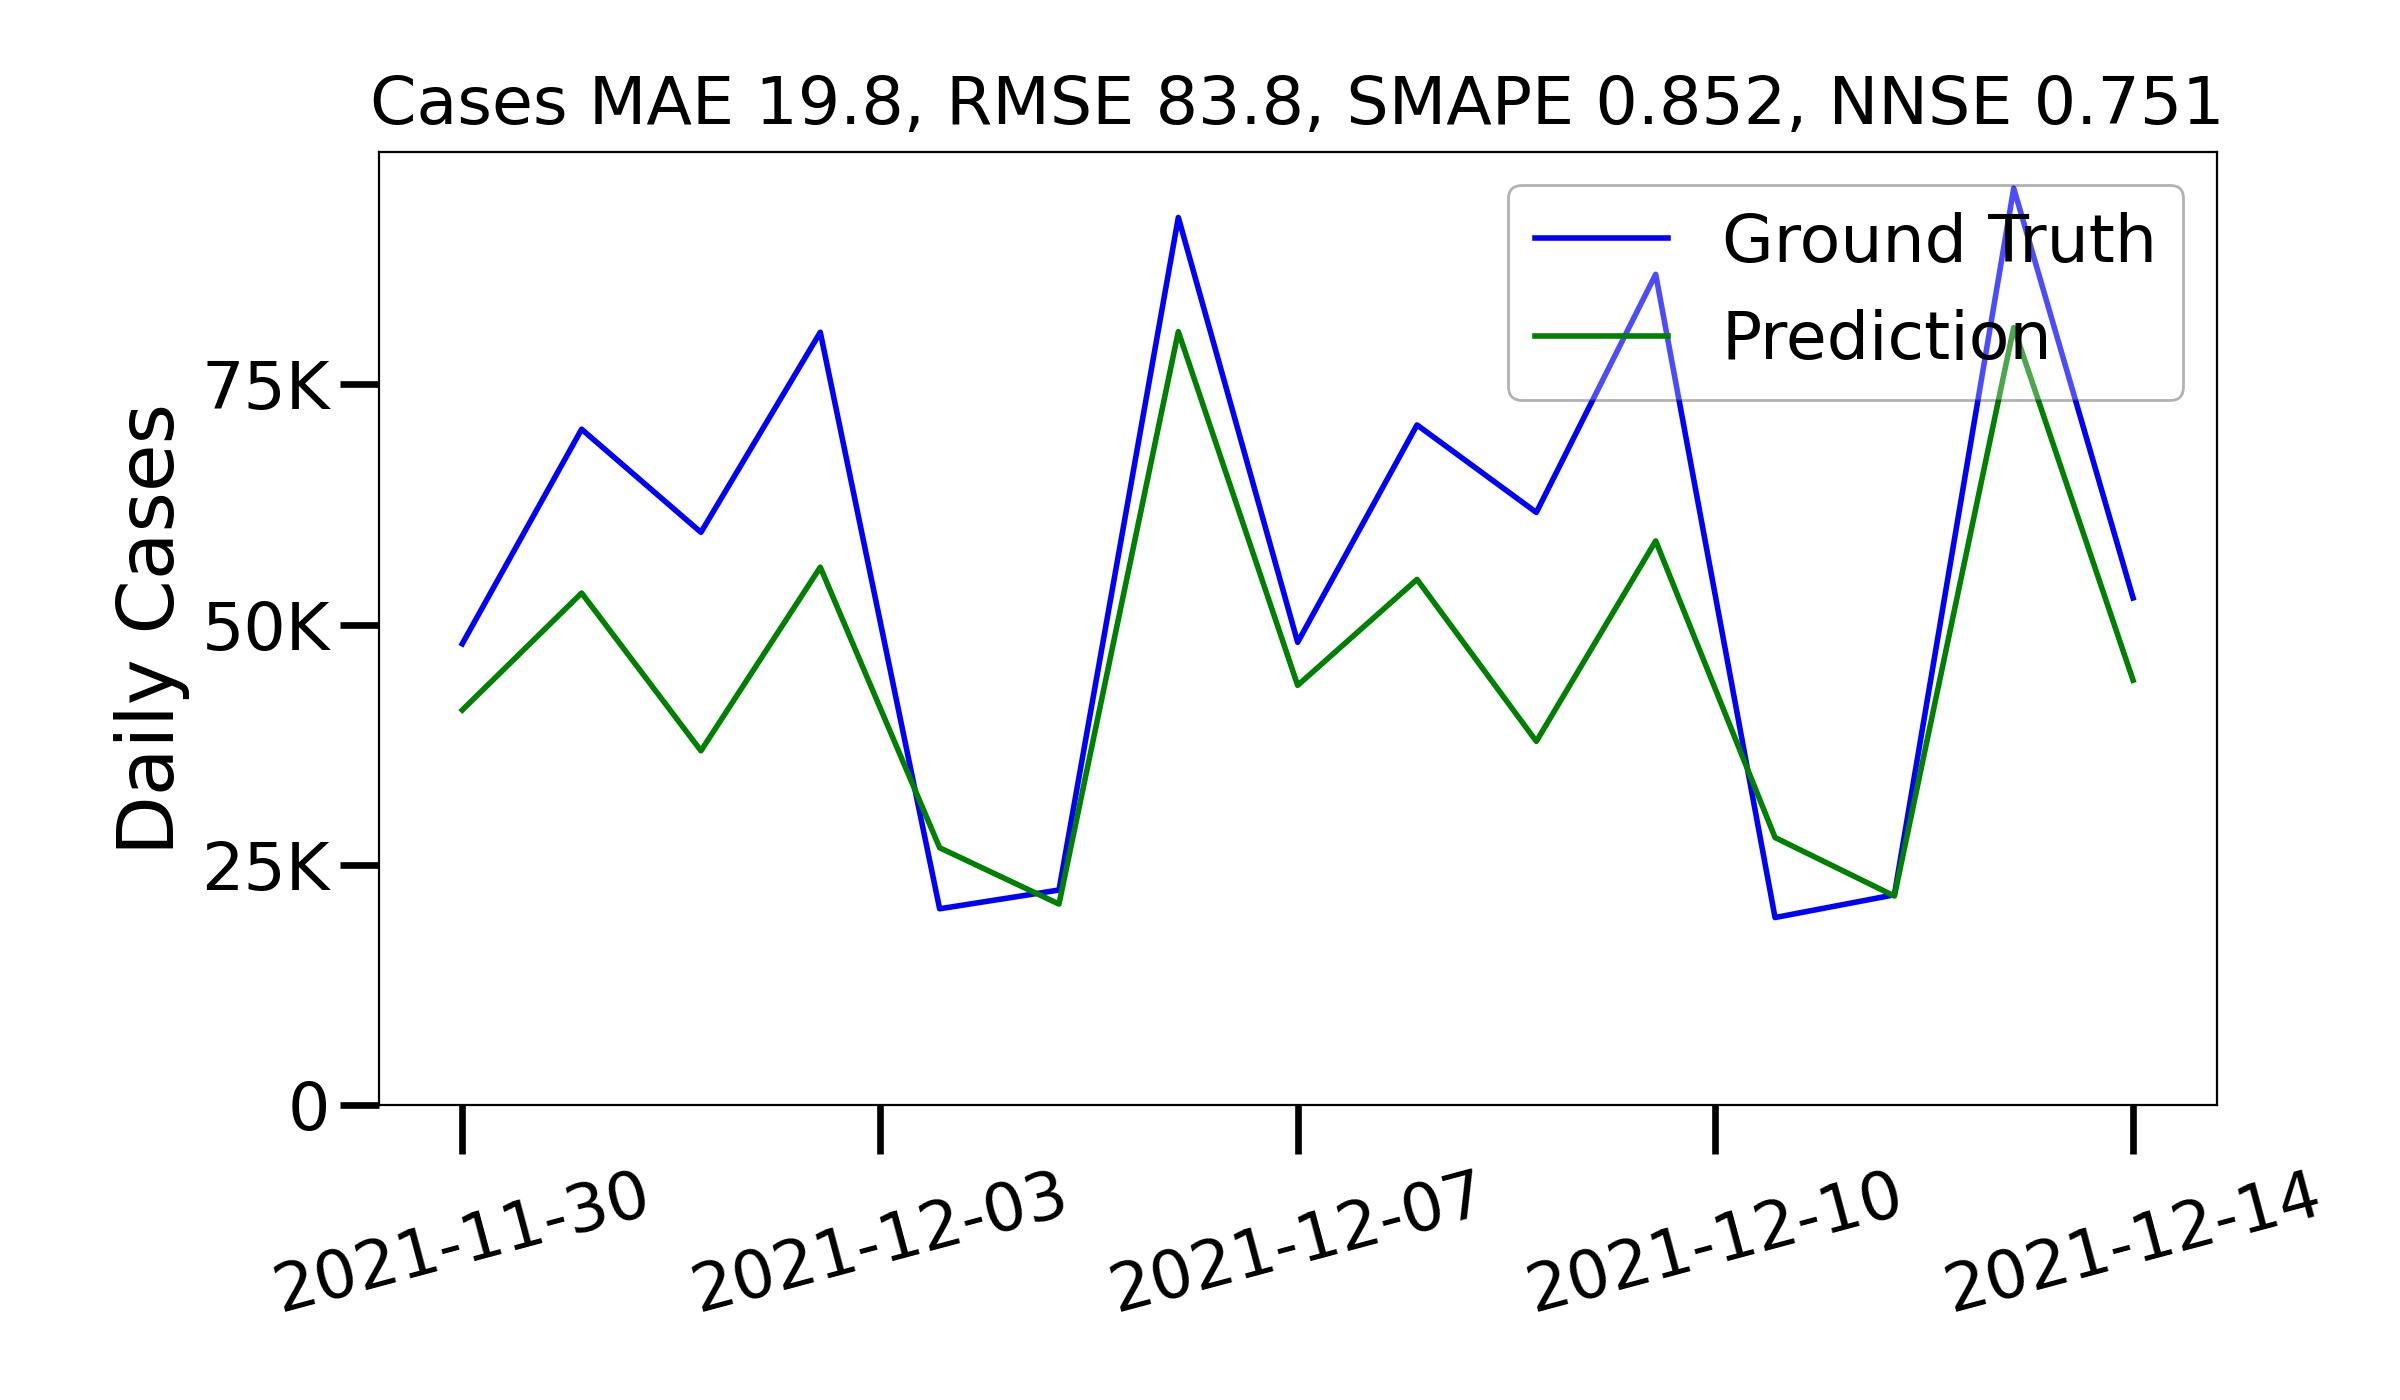 Cases MAE 19.8, RMSE 83.8, SMAPE 0.852, NNSE 0.751
Ground Truth
Prediction
Daily Cases
75K
50K
25K
0
2021-11-30
2021-12-03
2021-12-07
2021-12-10
2021-12-14